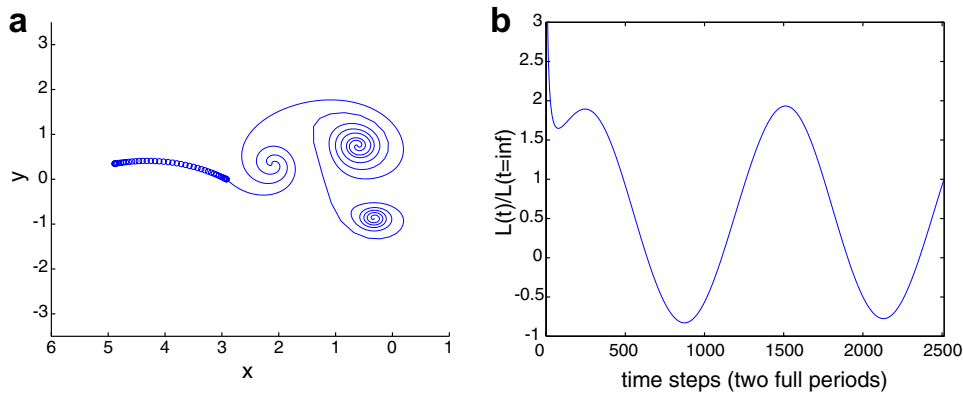 a
3
2
1
0
-1
-2
-3
y
6 5 4 3 2 1 0 1
x
b
3
2.5
2
1.5
1
0.5
0
-0.5
-1
L(t)/L(t=inf)
0 500 1000 1500 2000 2500
time steps (two full periods)